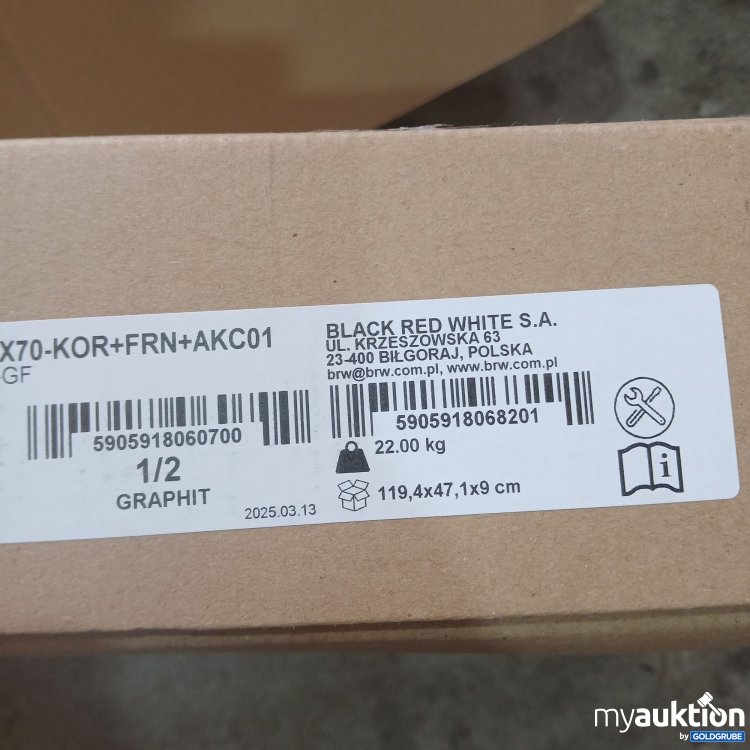 X70-KOR+FRN+AKC01
-GF
5905918060700
1/2
GRAPHIT
2025.03.13
BLACK RED WHITE S.A.
UL. KRZESZOWSKA 63
23-400 BIŁGORAJ, POLSKA
brw@brw.com.pl, www.brw.com.pl
5905918068201
22.00 kg
119,4x47,1x9 cm
i
myauktion
by GOLDGRUBE